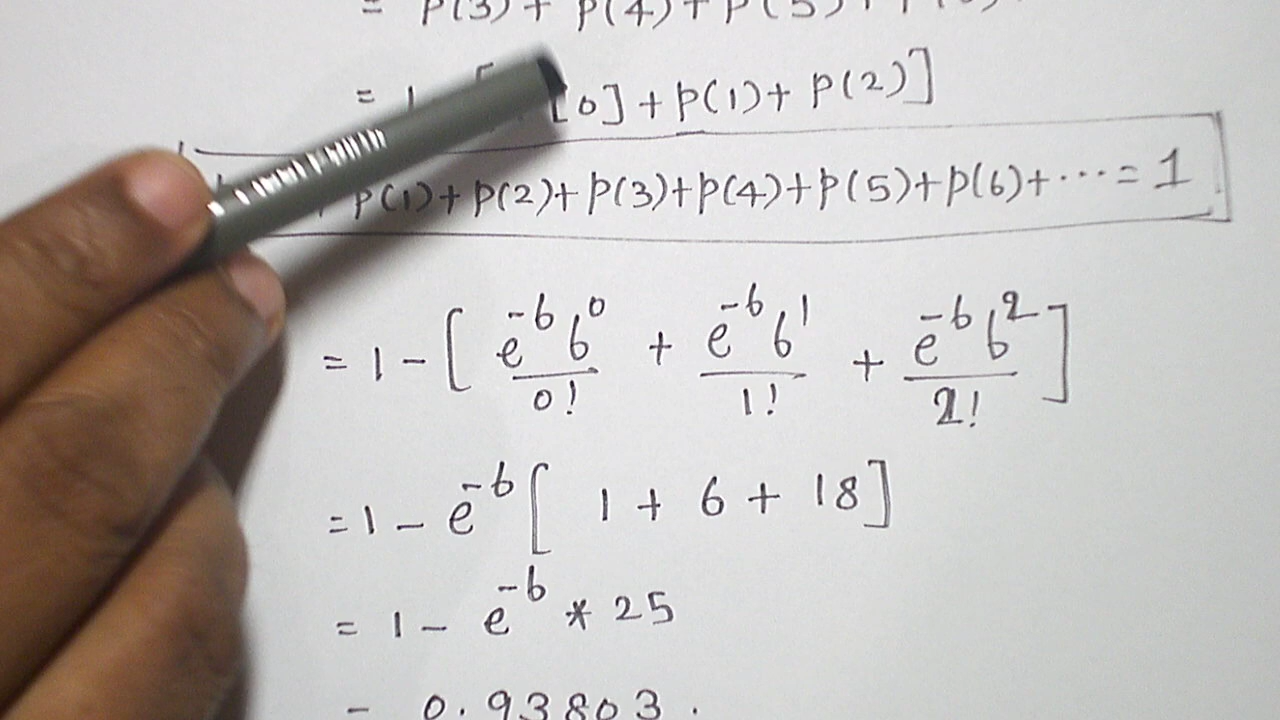 = P(3) + P(4) + P(5) +
= 1 [0] + P(1) + P(2)]
P(1) + P(2) + P(3) + P(4) + P(5) + P(6) + ... = 1
= 1 - [ e^-6 6^0 / 0! + e^-6 6^1 / 1! + e^-6 6^2 / 2! ]
= 1 - e^-6 [ 1 + 6 + 18 ]
= 1 - e^-6 * 25
= 0.93803.